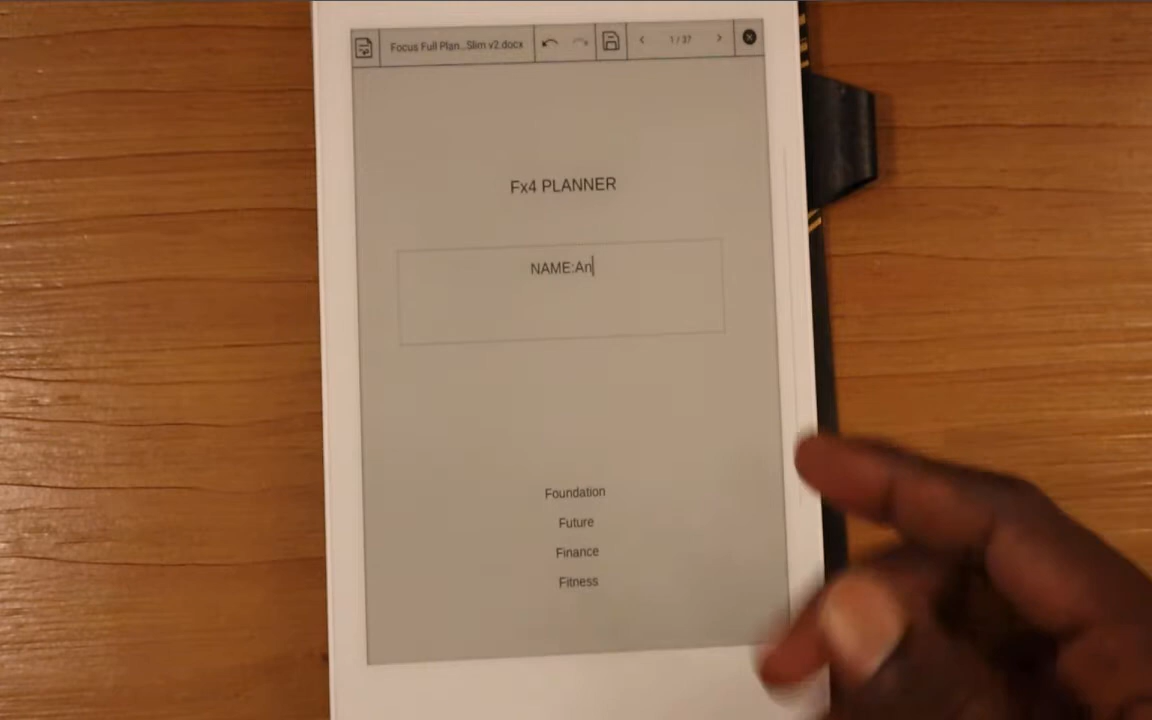 Focus Full Plan...Slim v2.docx
1 / 37
Fx4 PLANNER
NAME:An
Foundation
Future
Finance
Fitness